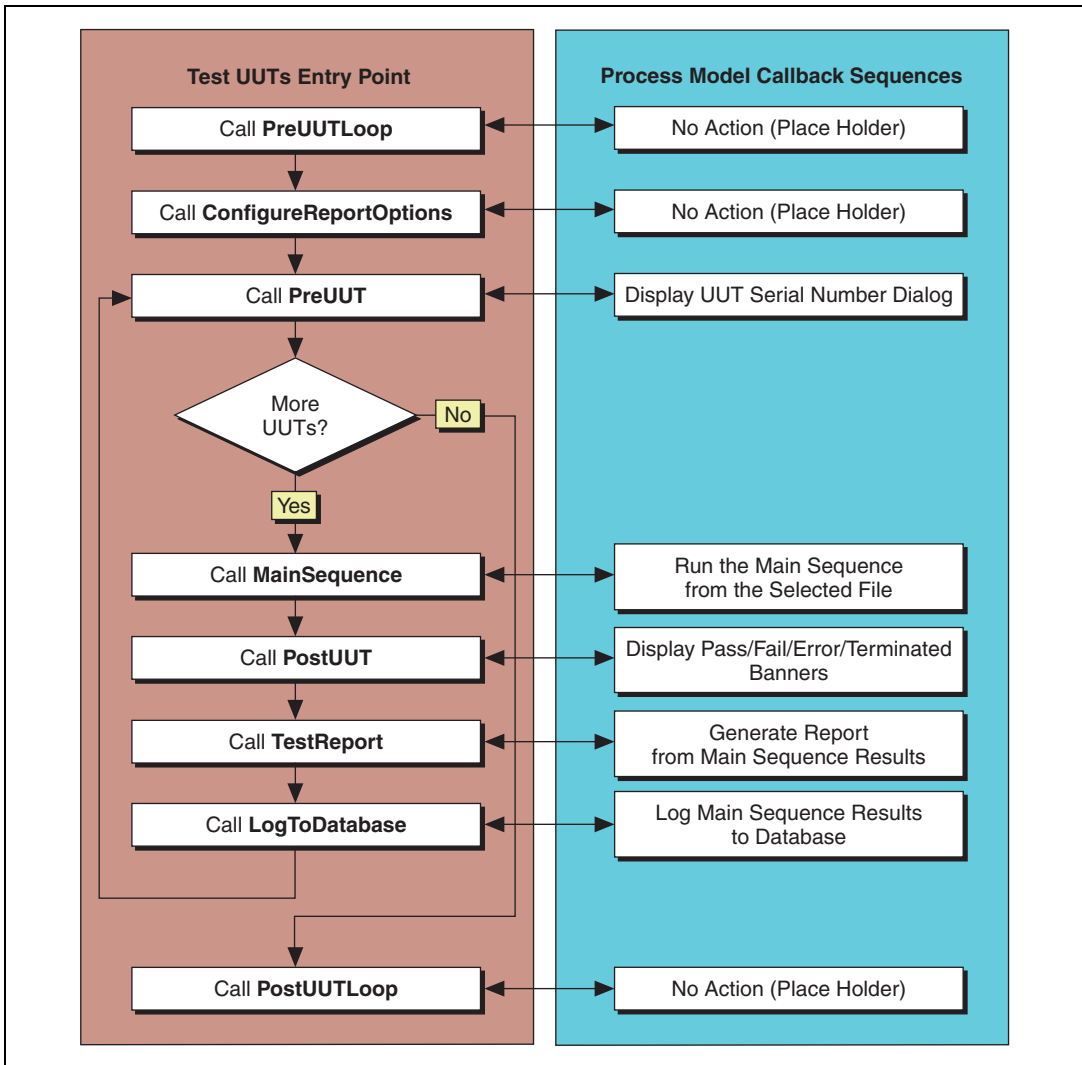 Test UUTs Entry Point
Process Model Callback Sequences
Call PreUUTLoop
No Action (Place Holder)
Call ConfigureReportOptions
No Action (Place Holder)
Call PreUUT
Display UUT Serial Number Dialog
More
UUTs?
No
Yes
Call MainSequence
Run the Main Sequence
from the Selected File
Call PostUUT
Display Pass/Fail/Error/Terminated
Banners
Call TestReport
Generate Report
from Main Sequence Results
Call LogToDatabase
Log Main Sequence Results
to Database
Call PostUUTLoop
No Action (Place Holder)